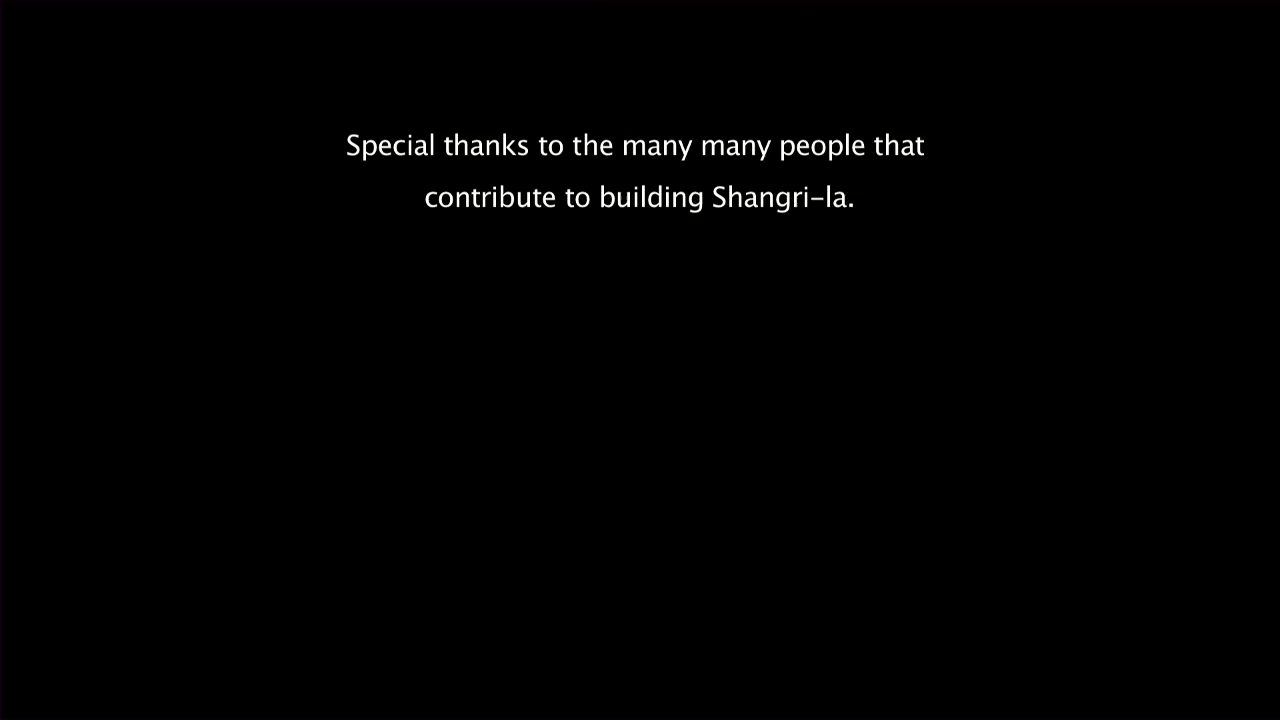 Special thanks to the many many people that
contribute to building Shangri-la.